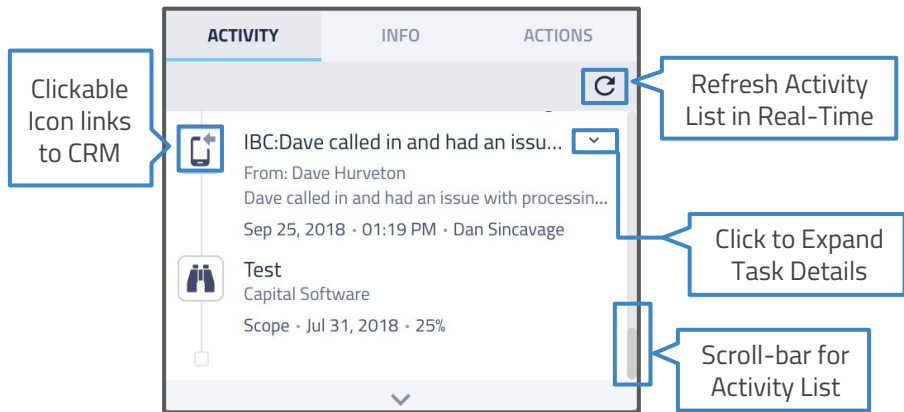 ACTIVITY INFO ACTIONS
Clickable
Icon links
to CRM
Refresh Activity
List in Real-Time
IBC:Dave called in and had an issu...
From: Dave Hurveton
Dave called in and had an issue with processin...
Sep 25, 2018 • 01:19 PM • Dan Sincavage
Click to Expand
Task Details
Test
Capital Software
Scope • Jul 31, 2018 • 25%
Scroll-bar for
Activity List